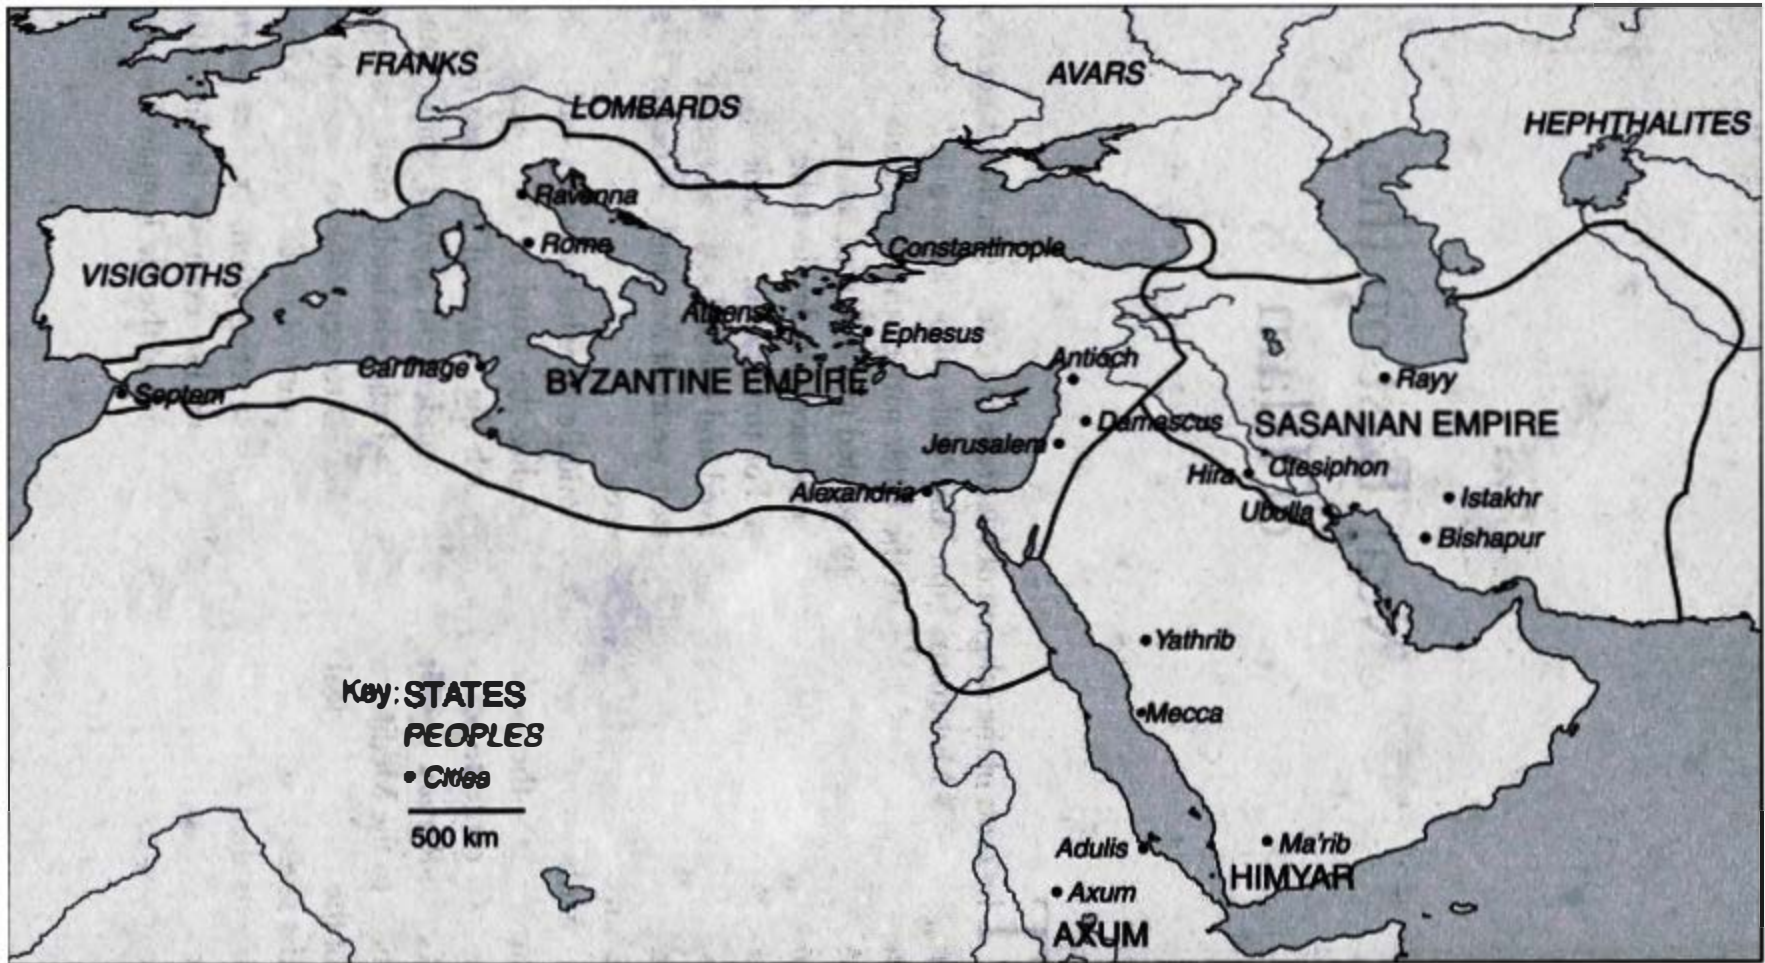 FRANKS
AVARS
LOMBARDS
HEPHTHALITES
Ravenna
Rome
Constantinople
VISIGOTHS
Athens
Ephesus
Antioch
Carthage
BYZANTINE EMPIRE
Rayy
Septem
Damascus
SASANIAN EMPIRE
Jerusalem
Hira
Ctesiphon
Alexandria
Istakhr
Ubulla
Bishapur
Yathrib
Mecca
Key: STATES
PEOPLES
• Cities
500 km
Adulis
Ma'rib
HIMYAR
Axum
AXUM